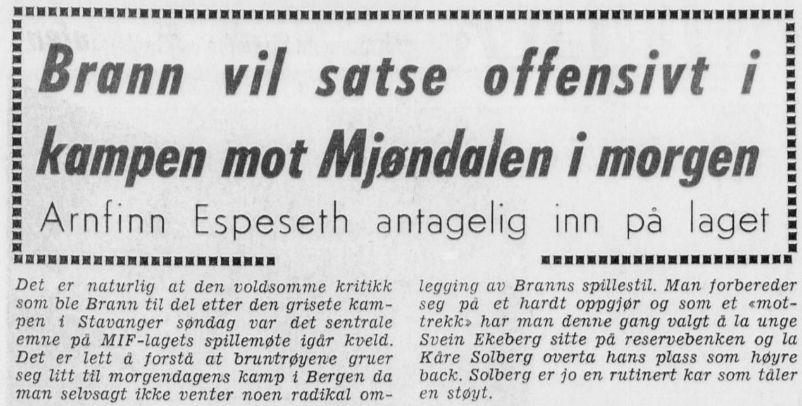 Brann vil satse offensivt i
kampen mot Mjøndalen i morgen
Arnfinn Espeseth antagelig inn på laget
Det er naturlig at den voldsomme kritikk
som ble Brann til del etter den grisete kam-
pen i Stavanger søndag var det sentrale
emne på MIF-lagets spillemøte igår kveld.
Det er lett å forstå at bruntrøyene gruer
seg litt til morgendagens kamp i Bergen da
man selvsagt ikke venter noen radikal om-
legging av Branns spillestil. Man forbereder
seg på et hardt oppgjør og som et «mot-
trekk» har man denne gang valgt å la unge
Svein Ekeberg sitte på reservebenken og la
Kåre Solberg overta hans plass som høyre
back. Solberg er jo en rutinert kar som tåler
en støyt.